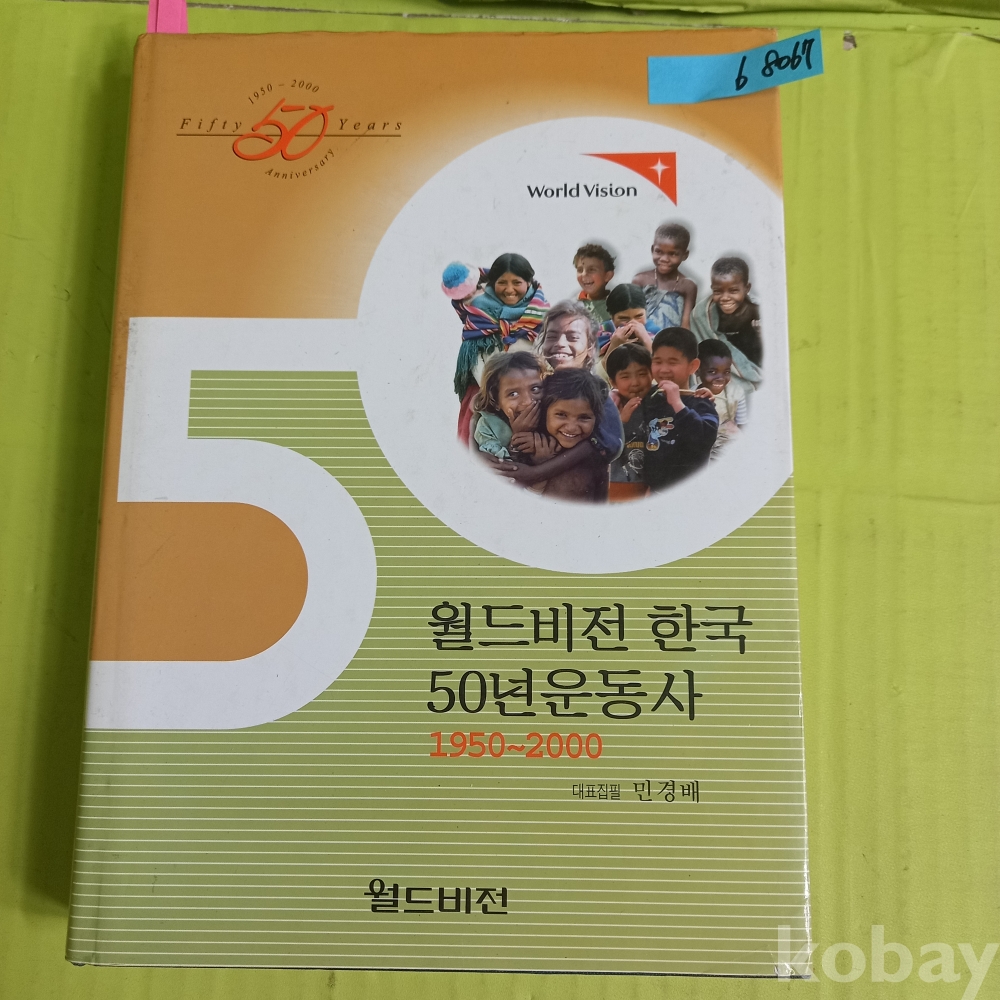 b 8067
1950 ~ 2000
Fifty 50 Years
Anniversary
World Vision
월드비전 한국
50년운동사
1950~2000
대표집필 민경배
월드비전
kobay